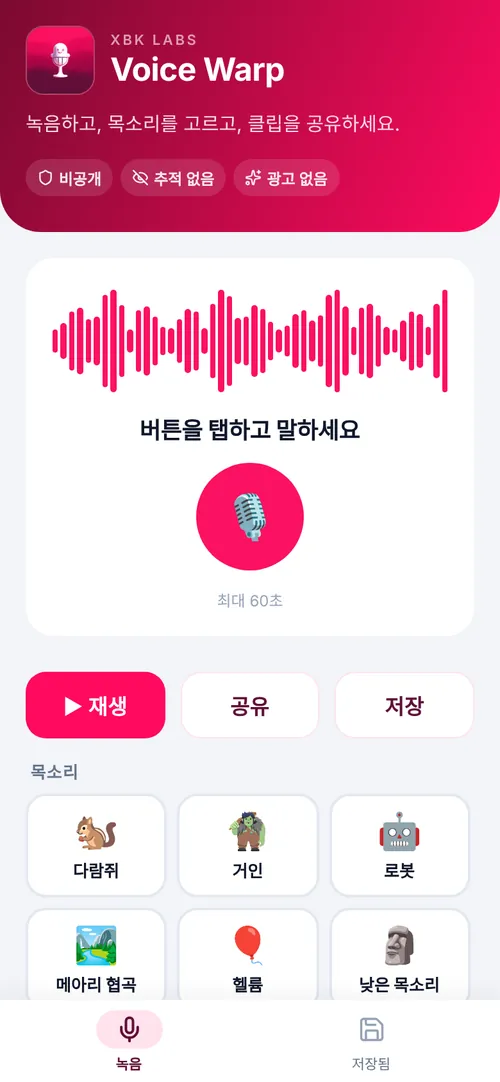 XBK LABS
Voice Warp
녹음하고, 목소리를 고르고, 클립을 공유하세요.
비공개
추적 없음
광고 없음
버튼을 탭하고 말하세요
최대 60초
▶ 재생
공유
저장
목소리
다람쥐
거인
로봇
메아리 협곡
헬륨
낮은 목소리
녹음
저장됨